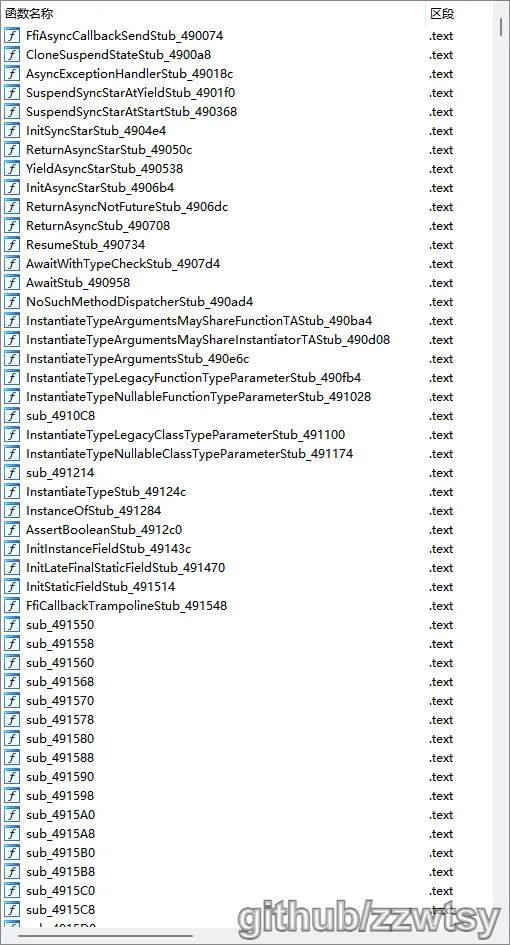 函数名称 区段
FfiAsyncCallbackSendStub_490074 .text
CloneSuspendStateStub_4900a8 .text
AsyncExceptionHandlerStub_49018c .text
SuspendSyncStarAtYieldStub_4901f0 .text
SuspendSyncStarAtStartStub_490368 .text
InitSyncStarStub_4904e4 .text
ReturnAsyncStarStub_49050c .text
YieldAsyncStarStub_490538 .text
InitAsyncStarStub_4906b4 .text
ReturnAsyncNotFutureStub_4906dc .text
ReturnAsyncStub_490708 .text
ResumeStub_490734 .text
AwaitWithTypeCheckStub_4907d4 .text
AwaitStub_490958 .text
NoSuchMethodDispatcherStub_490ad4 .text
InstantiateTypeArgumentsMayShareFunctionTAStub_490ba4 .text
InstantiateTypeArgumentsMayShareInstantiatorTAStub_490d08 .text
InstantiateTypeArgumentsStub_490e6c .text
InstantiateTypeLegacyFunctionTypeParameterStub_490fb4 .text
InstantiateTypeNullableFunctionTypeParameterStub_491028 .text
sub_4910C8 .text
InstantiateTypeLegacyClassTypeParameterStub_491100 .text
InstantiateTypeNullableClassTypeParameterStub_491174 .text
sub_491214 .text
InstantiateTypeStub_49124c .text
InstanceOfStub_491284 .text
AssertBooleanStub_4912c0 .text
InitInstanceFieldStub_49143c .text
InitLateFinalStaticFieldStub_491470 .text
InitStaticFieldStub_491514 .text
FfiCallbackTrampolineStub_491548 .text
sub_491550 .text
sub_491558 .text
sub_491560 .text
sub_491568 .text
sub_491570 .text
sub_491578 .text
sub_491580 .text
sub_491588 .text
sub_491590 .text
sub_491598 .text
sub_4915A0 .text
sub_4915A8 .text
sub_4915B0 .text
sub_4915B8 .text
sub_4915C0 .text
sub_4915C8 .text
github/zzwtsy